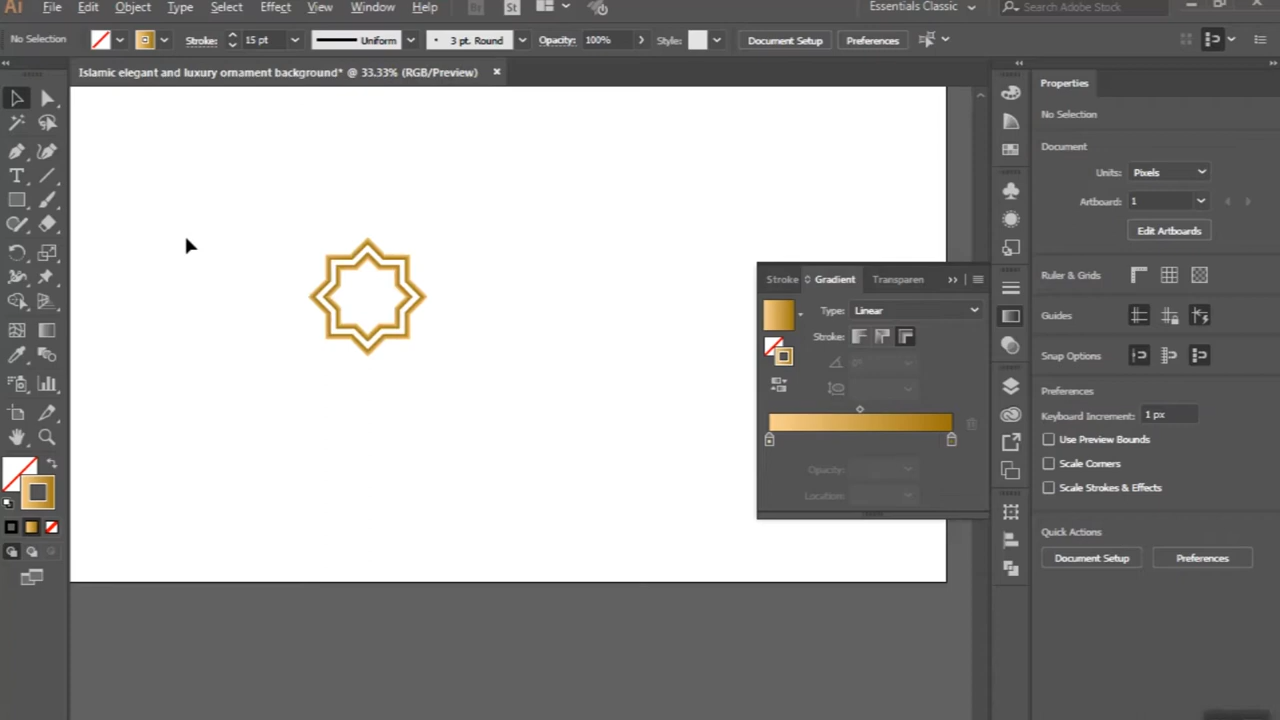 Ai File Edit Object Type Select Effect View Window Help Br St Essentials Classic Search Adobe Stock
No Selection Stroke: 15 pt Uniform 3 pt. Round Opacity: 100% Style: Document Setup Preferences
Islamic elegant and luxury ornament background* @ 33.33% (RGB/Preview)
Properties
No Selection
Document
Units: Pixels
Artboard: 1
Edit Artboards
Ruler & Grids
Guides
Snap Options
Preferences
Keyboard Increment: 1 px
Use Preview Bounds
Scale Corners
Scale Strokes & Effects
Quick Actions
Document Setup Preferences
Stroke Gradient Transparen
Type: Linear
Stroke:
0°
Opacity:
Location: